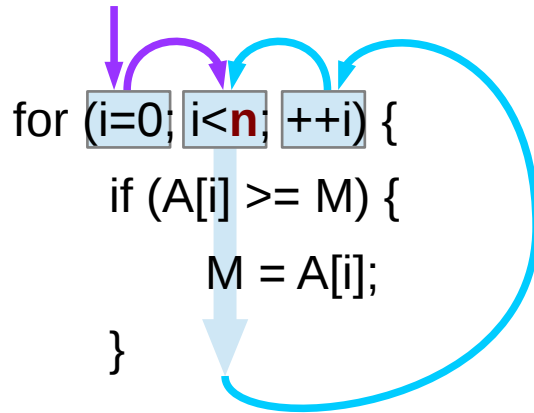 for (i=0; i<n; ++i) {
if (A[i] >= M) {
M = A[i];
}